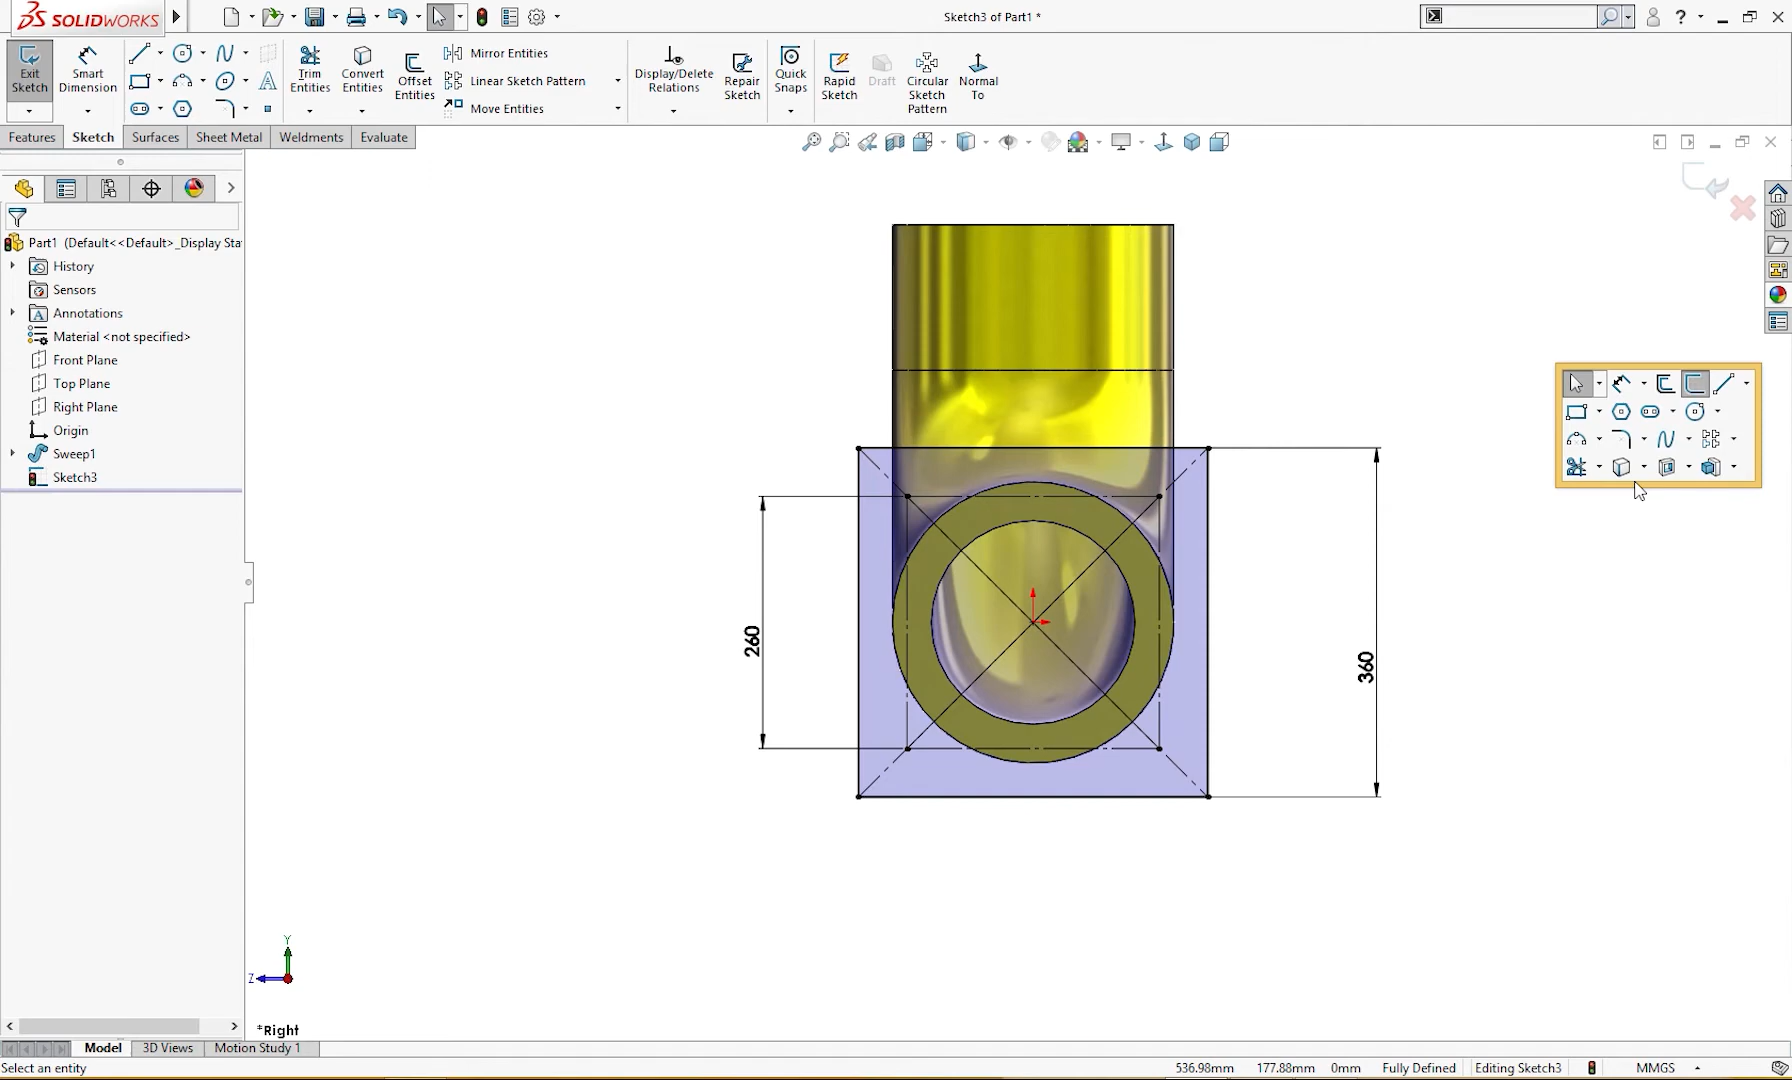 SOLIDWORKS
Sketch3 of Part1 *
?
Exit Sketch
Smart Dimension
A
Trim Entities
Convert Entities
Offset Entities
Mirror Entities
Linear Sketch Pattern
Move Entities
Display/Delete Relations
Repair Sketch
Quick Snaps
Rapid Sketch
Draft
Circular Sketch Pattern
Normal To
Features
Sketch
Surfaces
Sheet Metal
Weldments
Evaluate
Part1 (Default<<Default>_Display Sta
History
Sensors
Annotations
Material <not specified>
Front Plane
Top Plane
Right Plane
Origin
Sweep1
Sketch3
260
360
Y
Z
*Right
Model
3D Views
Motion Study 1
Select an entity
536.98mm
177.88mm
0mm
Fully Defined
Editing Sketch3
MMGS